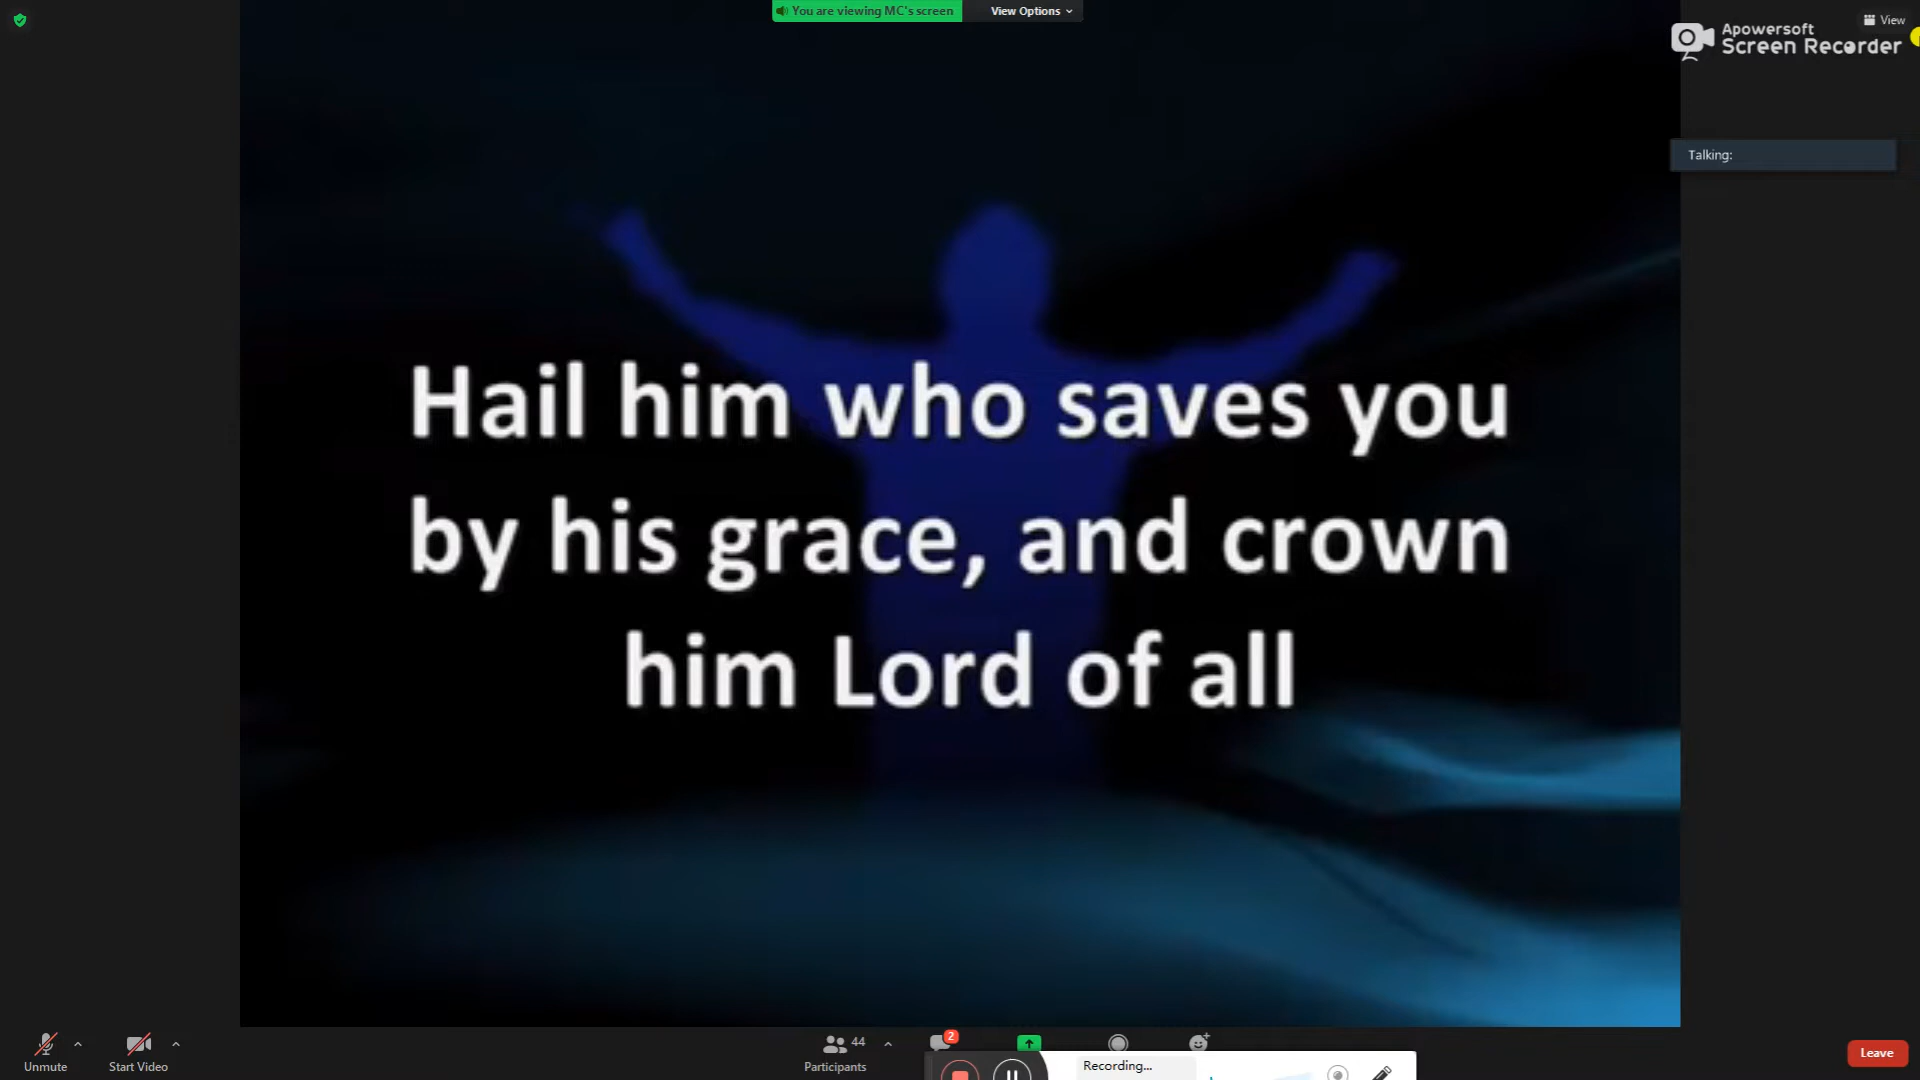 You are viewing MC's screen
View Options
View
Apowersoft
Screen Recorder
Talking:
Hail him who saves you
by his grace, and crown
him Lord of all
Unmute
Start Video
44
Participants
2
Recording...
Leave